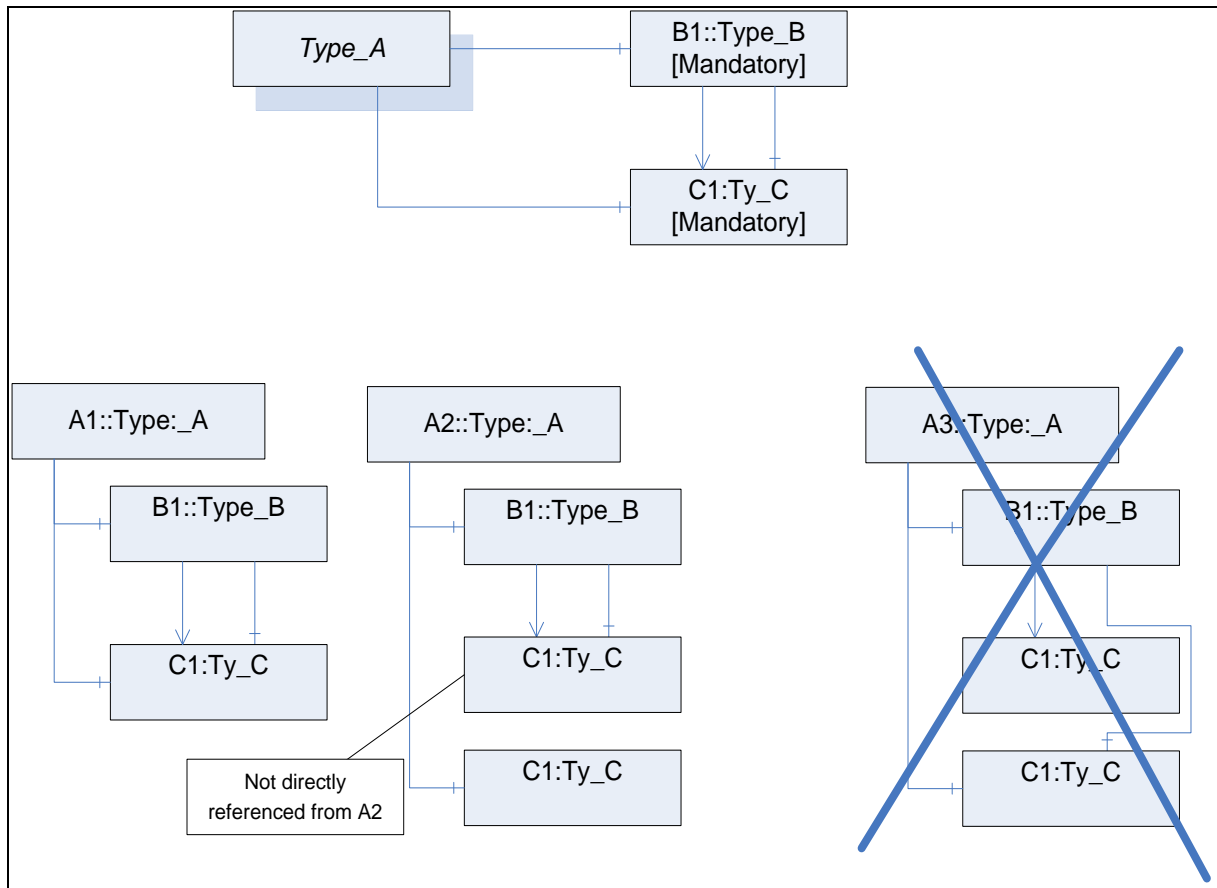 Type_A
B1::Type_B
[Mandatory]
C1:Ty_C
[Mandatory]
A1::Type:_A
B1::Type_B
C1:Ty_C
A2::Type:_A
B1::Type_B
C1:Ty_C
Not directly
referenced from A2
C1:Ty_C
A3::Type:_A
B1::Type_B
C1:Ty_C
C1:Ty_C